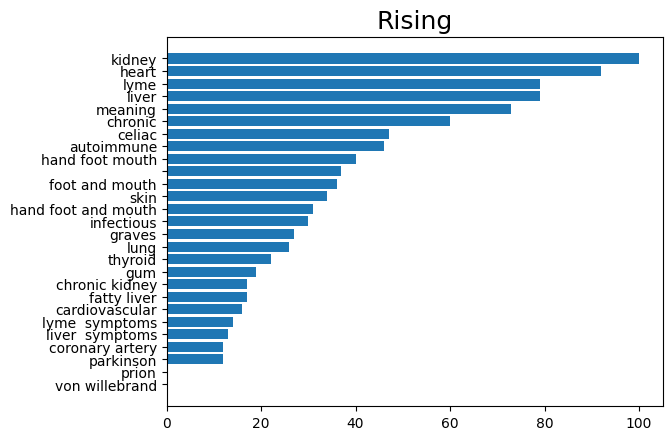 Rising
kidney
heart
lyme
liver
meaning
chronic
celiac
autoimmune
hand foot mouth
foot and mouth
skin
hand foot and mouth
infectious
graves
lung
thyroid
gum
chronic kidney
fatty liver
cardiovascular
lyme  symptoms
liver  symptoms
coronary artery
parkinson
prion
von willebrand
0 20 40 60 80 100